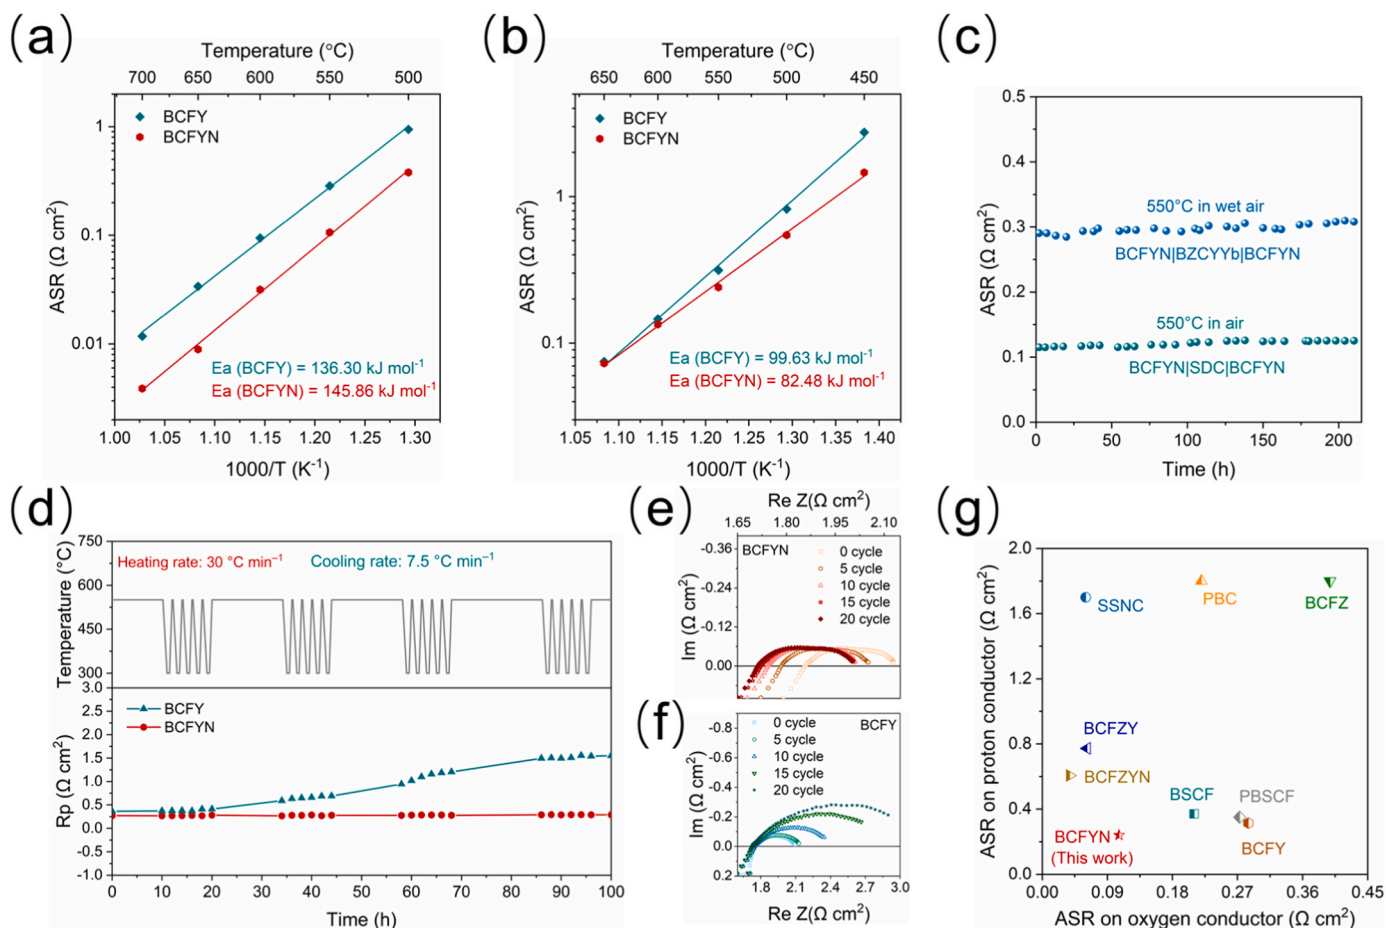 (a)
Temperature (°C)
700 650 600 550 500
BCFY
BCFYN
1
0.1
0.01
ASR (Ω cm²)
Ea (BCFY) = 136.30 kJ mol⁻¹
Ea (BCFYN) = 145.86 kJ mol⁻¹
1.00 1.05 1.10 1.15 1.20 1.25 1.30
1000/T (K⁻¹)
(b)
Temperature (°C)
650 600 550 500 450
BCFY
BCFYN
1
0.1
ASR (Ω cm²)
Ea (BCFY) = 99.63 kJ mol⁻¹
Ea (BCFYN) = 82.48 kJ mol⁻¹
1.05 1.10 1.15 1.20 1.25 1.30 1.35 1.40
1000/T (K⁻¹)
(c)
0.5
0.4
0.3
0.2
0.1
0.0
ASR (Ω cm²)
550°C in wet air
BCFYN|BZCYYb|BCFYN
550°C in air
BCFYN|SDC|BCFYN
0 50 100 150 200
Time (h)
(d)
750
600
450
300
Temperature (°C)
Heating rate: 30 °C min⁻¹ Cooling rate: 7.5 °C min⁻¹
3.0
2.5
2.0
1.5
1.0
0.5
0.0
-0.5
-1.0
Rp (Ω cm²)
BCFY
BCFYN
0 10 20 30 40 50 60 70 80 90 100
Time (h)
(e)
Re Z(Ω cm²)
1.65 1.80 1.95 2.10
-0.36
-0.24
-0.12
0.00
Im (Ω cm²)
BCFYN
0 cycle
5 cycle
10 cycle
15 cycle
20 cycle
(f)
-0.8
-0.6
-0.4
-0.2
0.0
0.2
Im (Ω cm²)
0 cycle
5 cycle
10 cycle
15 cycle
20 cycle
BCFY
1.8 2.1 2.4 2.7 3.0
Re Z(Ω cm²)
(g)
2.0
1.6
1.2
0.8
0.4
0.0
ASR on proton conductor (Ω cm²)
SSNC
PBC
BCFZ
BCFZY
BCFZYN
BSCF
PBSCF
BCFYN
(This work)
BCFY
0.00 0.09 0.18 0.27 0.36 0.45
ASR on oxygen conductor (Ω cm²)